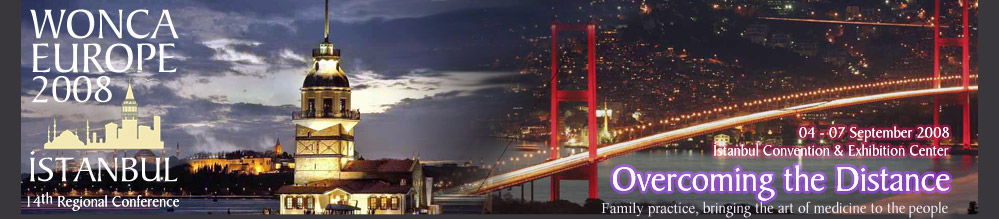 WONCA
EUROPE
2008
İSTANBUL
14th Regional Conference
04 - 07 September 2008
İstanbul Convention & Exhibition Center
Overcoming the Distance
Family practice, bringing the art of medicine to the people